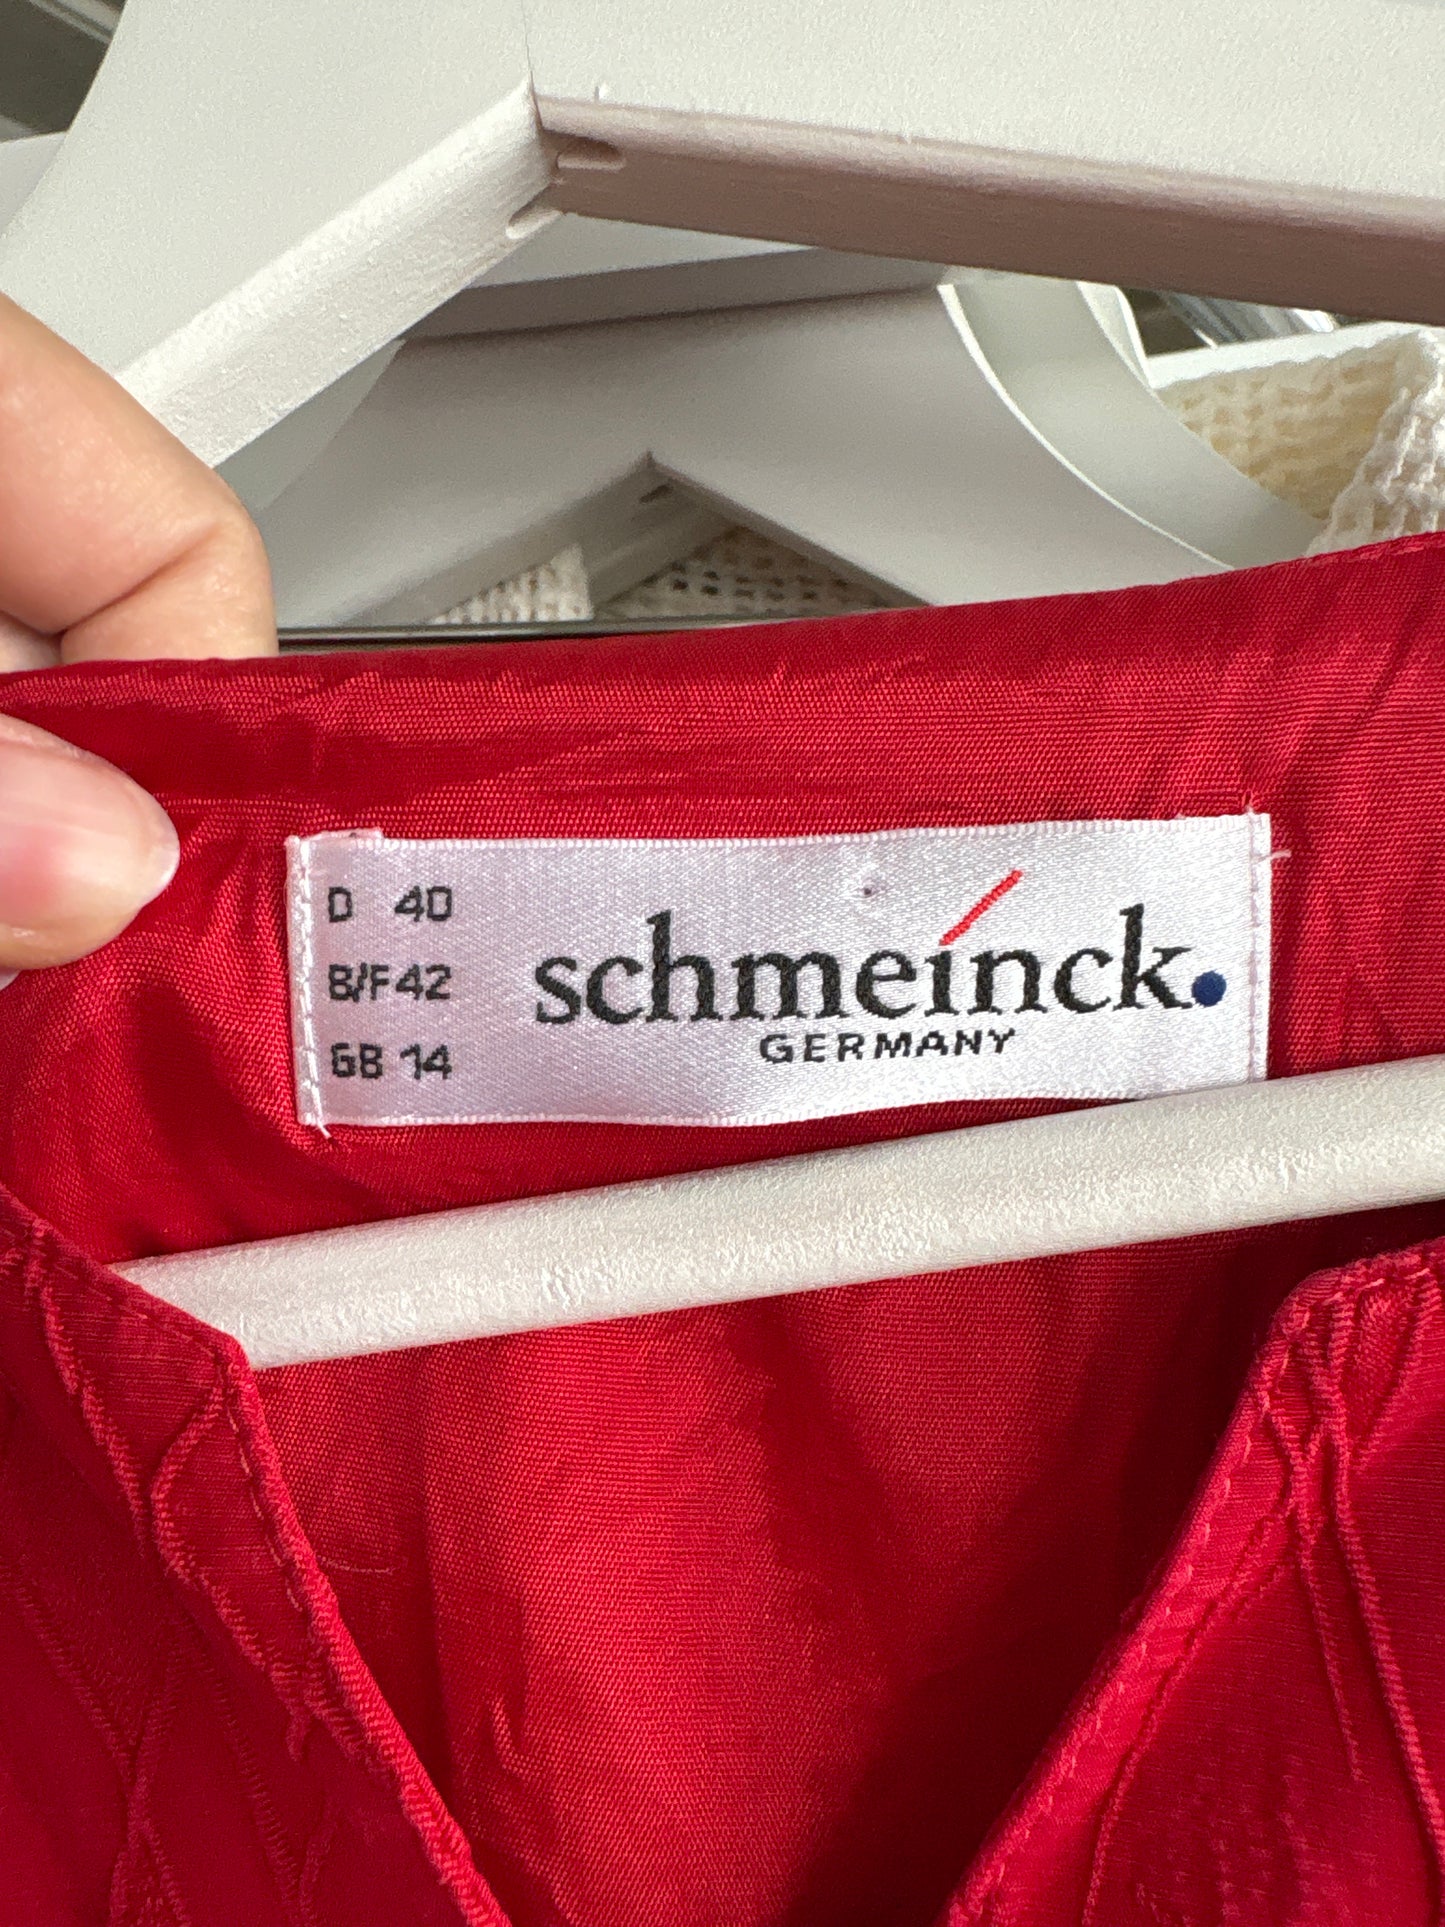 D 40
B/F 42
GB 14
schmeinck.
GERMANY